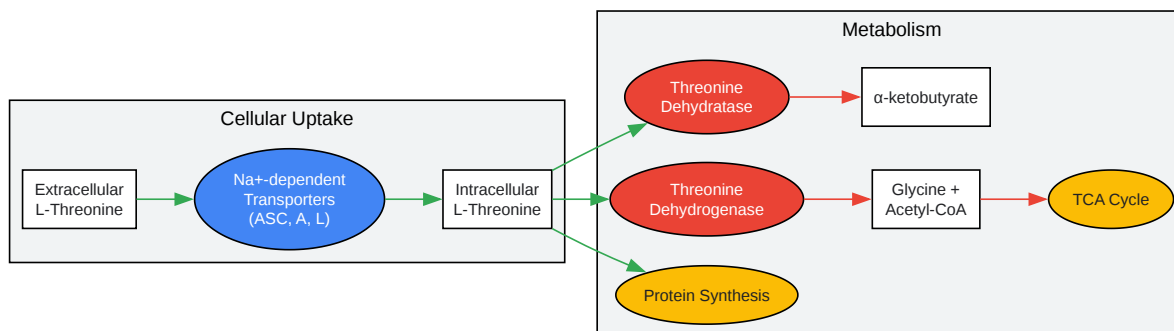 Cellular Uptake
Extracellular
L-Threonine
Na+-dependent
Transporters
(ASC, A, L)
Intracellular
L-Threonine
Metabolism
Threonine
Dehydratase
α-ketobutyrate
Threonine
Dehydrogenase
Glycine +
Acetyl-CoA
TCA Cycle
Protein Synthesis